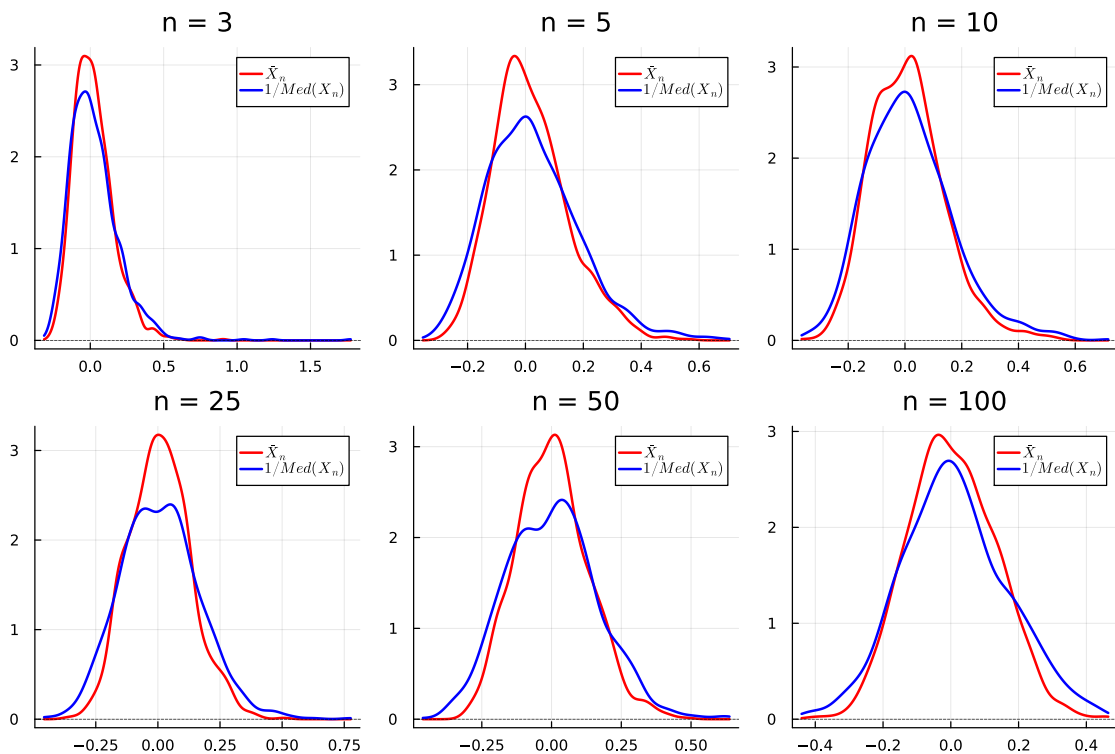 n = 3
3
2
1
0
0.0 0.5 1.0 1.5
X̄_n
1/Med(X_n)
n = 5
3
2
1
0
−0.2 0.0 0.2 0.4 0.6
X̄_n
1/Med(X_n)
n = 10
3
2
1
0
−0.2 0.0 0.2 0.4 0.6
X̄_n
1/Med(X_n)
n = 25
3
2
1
0
−0.25 0.00 0.25 0.50 0.75
X̄_n
1/Med(X_n)
n = 50
3
2
1
0
−0.25 0.00 0.25 0.50
X̄_n
1/Med(X_n)
n = 100
3
2
1
0
−0.4 −0.2 0.0 0.2 0.4
X̄_n
1/Med(X_n)